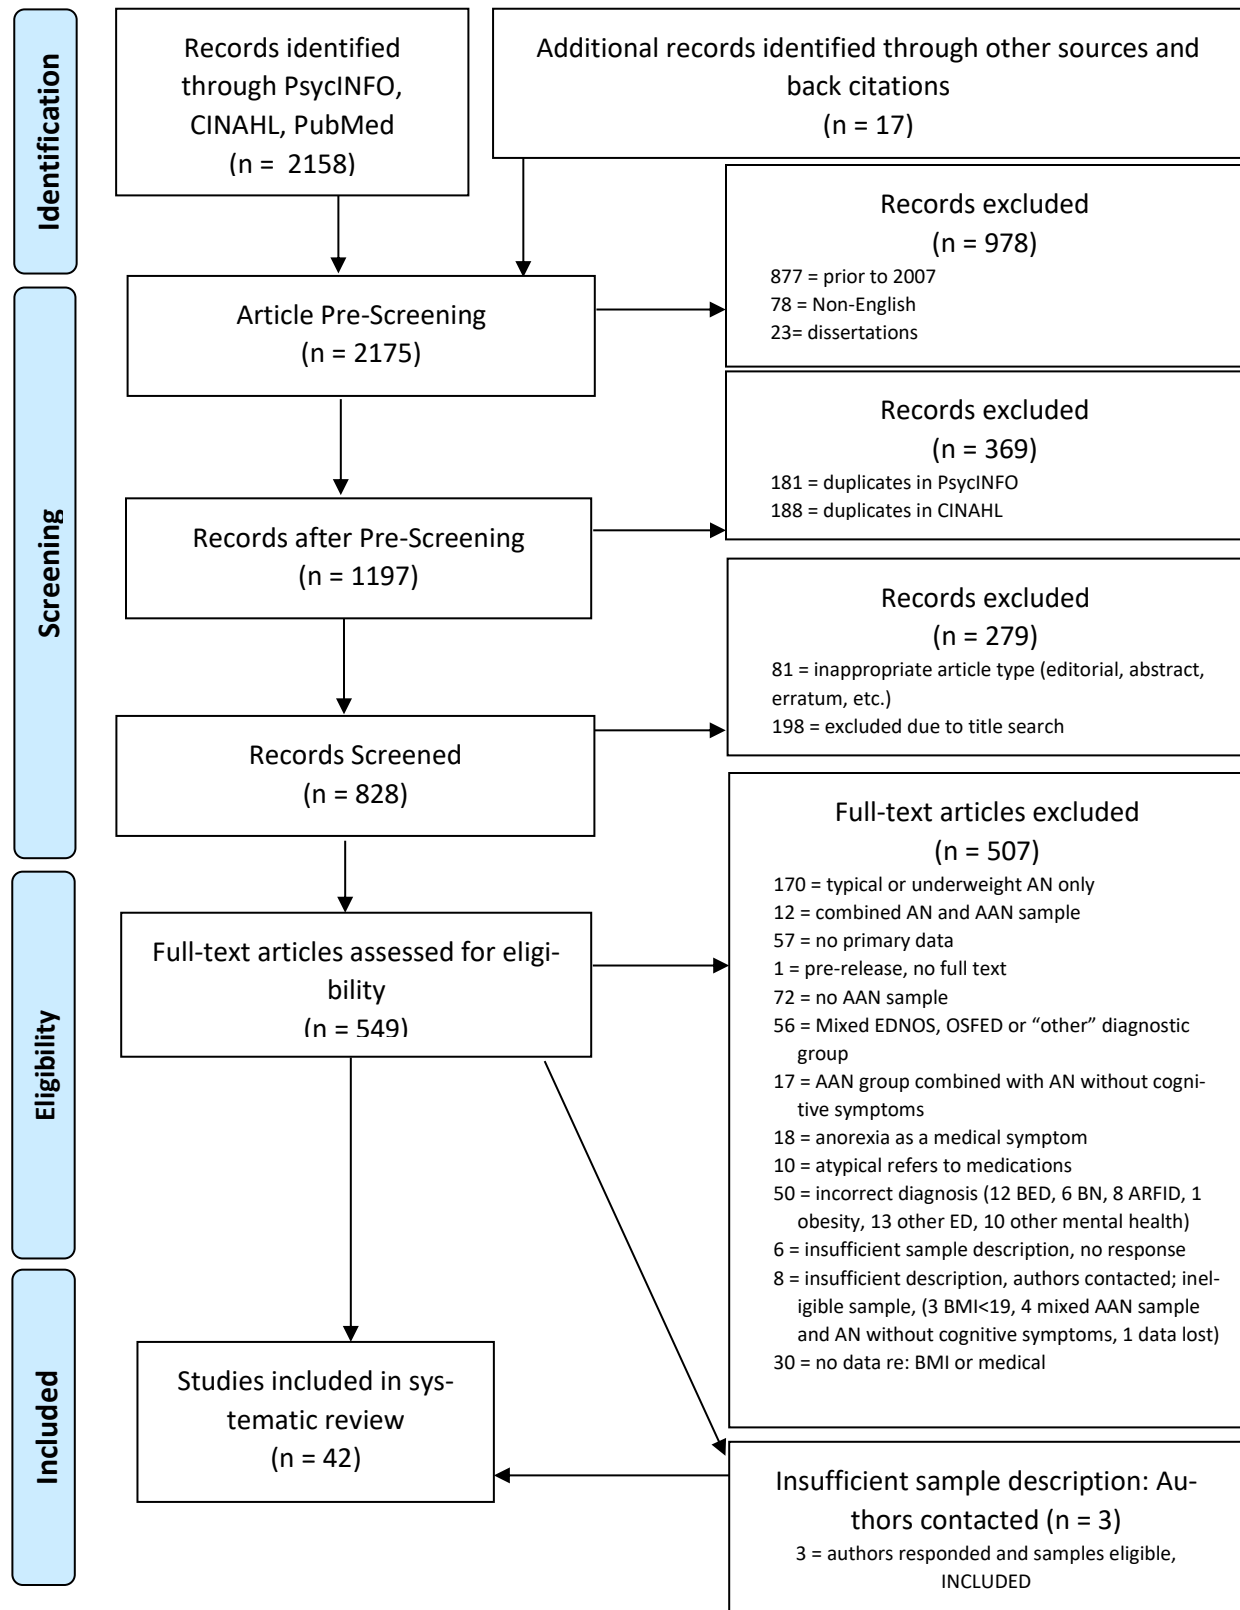 Identification
Records identified
through PsycINFO,
CINAHL, PubMed
(n = 2158)
Additional records identified through other sources and
back citations
(n = 17)
Records excluded
(n = 978)
877 = prior to 2007
78 = Non-English
23= dissertations
Screening
Article Pre-Screening
(n = 2175)
Records excluded
(n = 369)
181 = duplicates in PsycINFO
188 = duplicates in CINAHL
Records after Pre-Screening
(n = 1197)
Records excluded
(n = 279)
81 = inappropriate article type (editorial, abstract,
erratum, etc.)
198 = excluded due to title search
Records Screened
(n = 828)
Eligibility
Full-text articles assessed for eligi-
bility
(n = 549)
Full-text articles excluded
(n = 507)
170 = typical or underweight AN only
12 = combined AN and AAN sample
57 = no primary data
1 = pre-release, no full text
72 = no AAN sample
56 = Mixed EDNOS, OSFED or “other” diagnostic
group
17 = AAN group combined with AN without cogni-
tive symptoms
18 = anorexia as a medical symptom
10 = atypical refers to medications
50 = incorrect diagnosis (12 BED, 6 BN, 8 ARFID, 1
obesity, 13 other ED, 10 other mental health)
6 = insufficient sample description, no response
8 = insufficient description, authors contacted; inel-
igible sample, (3 BMI<19, 4 mixed AAN sample
and AN without cognitive symptoms, 1 data lost)
30 = no data re: BMI or medical
Included
Studies included in sys-
tematic review
(n = 42)
Insufficient sample description: Au-
thors contacted (n = 3)
3 = authors responded and samples eligible,
INCLUDED